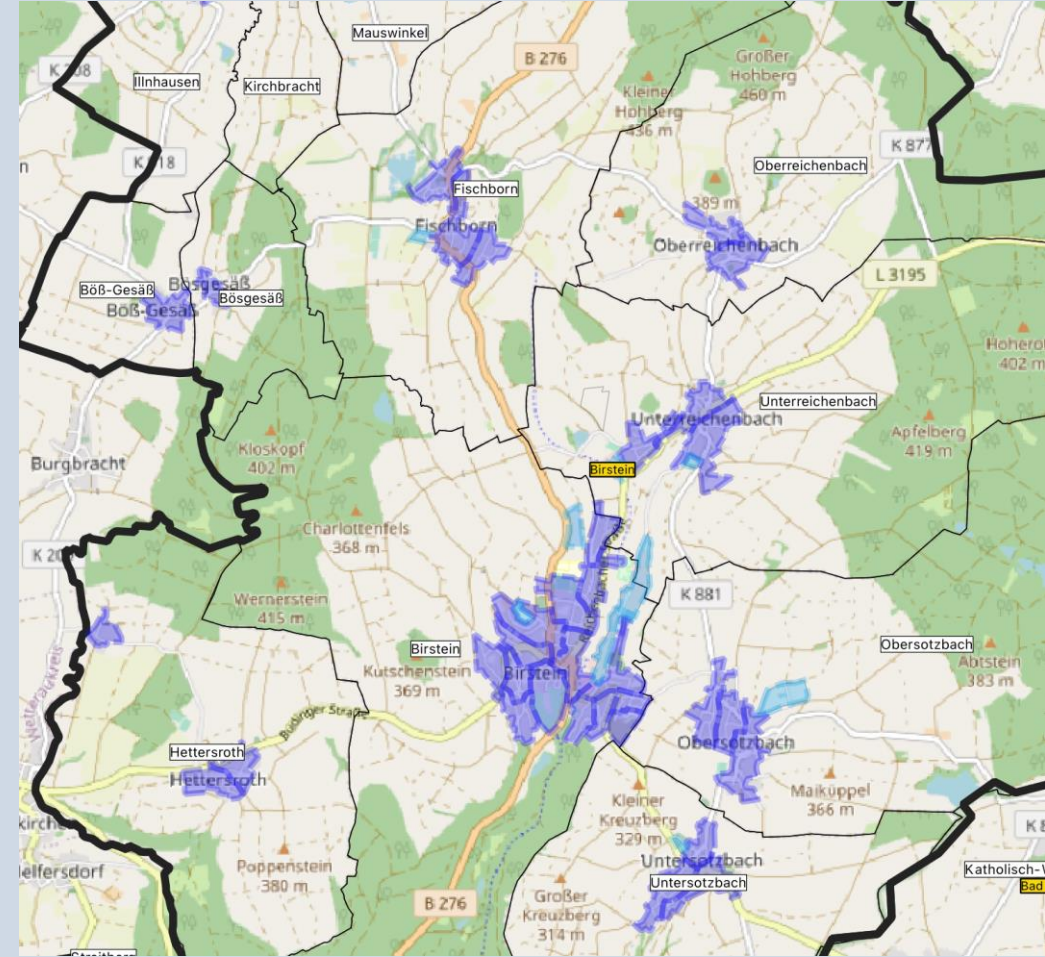 Mauswinkel
B 276
Großer
Hohberg
460 m
K 208
Illnhausen
Kirchbracht
Kleiner
Hohberg
436 m
K 877
K 918
Oberreichenbach
Fischborn
389 m
Fischborn
Oberreichenbach
L 3195
Böß-Gesäß
Bösgesäß
Bösgesäß
Böß-Gesäß
402 m
Unterreichenbach
Unterreichenbach
Apfelberg
419 m
Kloskopf
402 m
Burgbracht
Birstein
Charlottenfels
368 m
K 881
Wernerstein
415 m
Obersotzbach
Birstein
Abtstein
383 m
Kutschenstein
369 m
Birstein
Wetteraukreis
Büdinger Straße
Obersotzbach
Hettersroth
Hettersroth
Maiküppel
366 m
Kleiner
Kreuzberg
329 m
Untersotzbach
Untersotzbach
Poppenstein
380 m
Großer
Kreuzberg
314 m
B 276
Bad